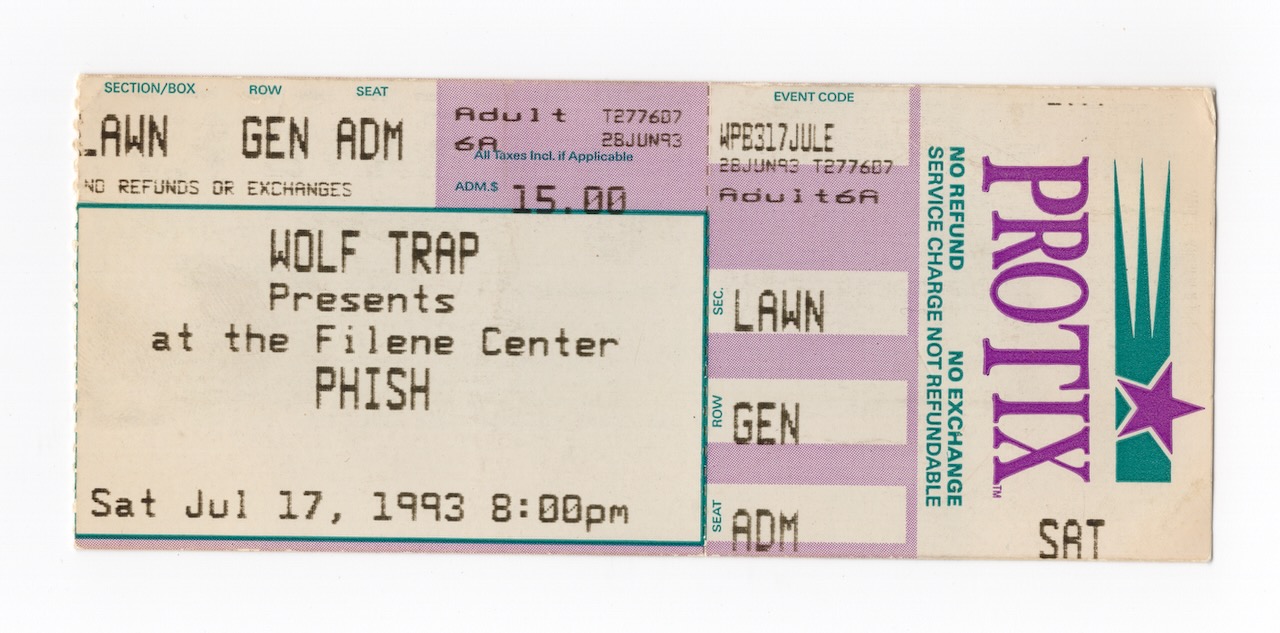 SECTION/BOX ROW SEAT
LAWN GEN ADM
NO REFUNDS OR EXCHANGES
Adult T277607
6A 28JUN93
All Taxes Incl. if Applicable
ADM.$ 15.00
WOLF TRAP
Presents
at the Filene Center
PHISH
Sat Jul 17, 1993 8:00pm
EVENT CODE
WPB317JULE
28JUN93 T277607
Adult6A
SEC. LAWN
ROW GEN
SEAT ADM
NO REFUND NO EXCHANGE
SERVICE CHARGE NOT REFUNDABLE
PROTIX™
SAT